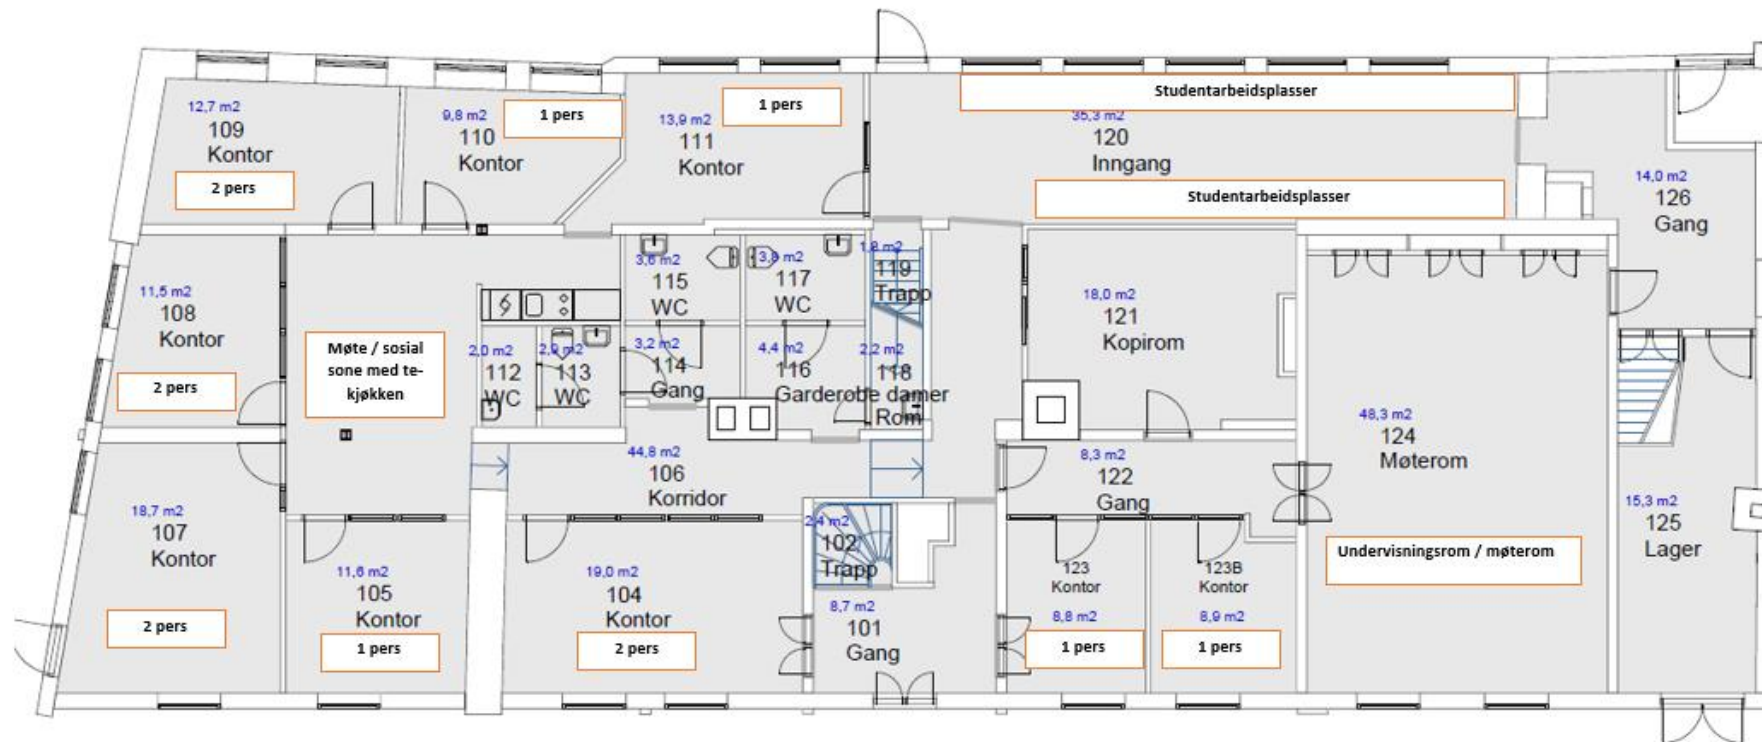 12,7 m2
109
Kontor
2 pers
9,8 m2
110
Kontor
1 pers
13,9 m2
111
Kontor
1 pers
Studentarbeidsplasser
35,3 m2
120
Inngang
Studentarbeidsplasser
14,0 m2
126
Gang
11,5 m2
108
Kontor
2 pers
Møte / sosial
sone med te-
kjøkken
3,6 m2
115
WC
3,8 m2
117
WC
1,8 m2
119
Trapp
18,0 m2
121
Kopirom
2,0 m2
112
WC
2,9 m2
113
WC
3,2 m2
114
Gang
4,4 m2
116
Garderobe damer
2,2 m2
118
Rom
48,3 m2
124
Møterom
44,8 m2
106
Korridor
8,3 m2
122
Gang
18,7 m2
107
Kontor
2 pers
11,6 m2
105
Kontor
1 pers
19,0 m2
104
Kontor
2 pers
2,4 m2
102
Trapp
8,7 m2
101
Gang
123
Kontor
8,8 m2
1 pers
123B
Kontor
8,9 m2
1 pers
Undervisningsrom / møterom
15,3 m2
125
Lager